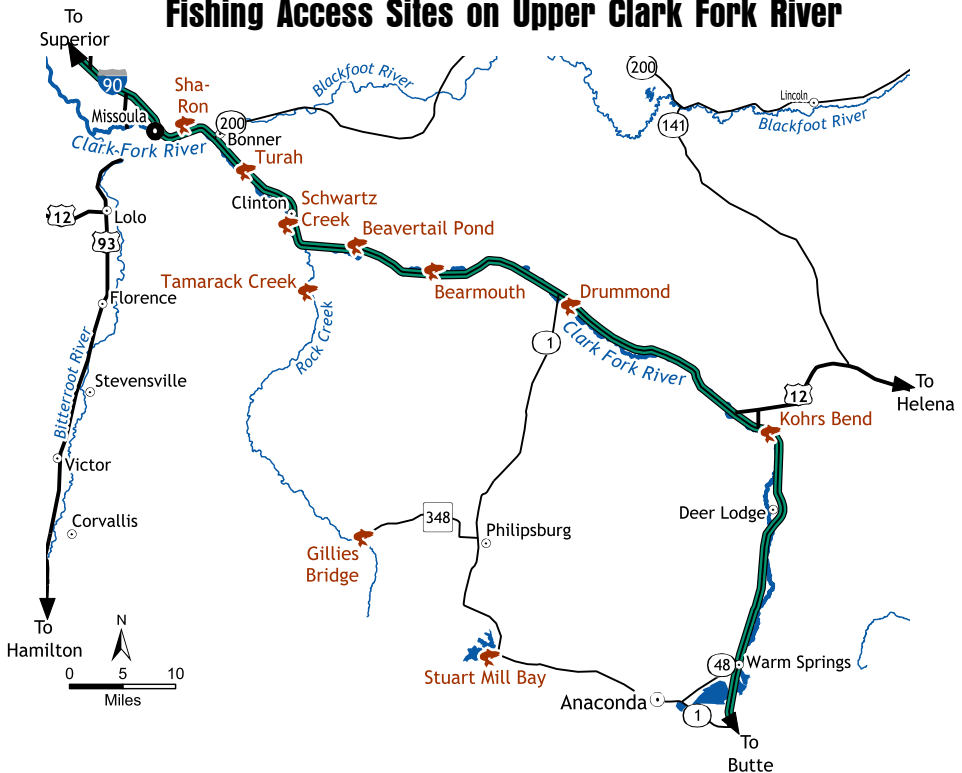 Fishing Access Sites on Upper Clark Fork River
To
Superior
90
Sha-
Ron
Missoula
200
Bonner
Blackfoot River
200
Lincoln
141
Blackfoot River
Clark Fork River
Turah
12
Lolo
93
Clinton
Schwartz
Creek
Beavertail Pond
Tamarack Creek
Bearmouth
Drummond
Florence
Rock Creek
1
Clark Fork River
Bitterroot River
Stevensville
12
To
Helena
Kohrs Bend
Victor
Corvallis
348
Philipsburg
Deer Lodge
Gillies
Bridge
To
Hamilton
N
0 5 10
Miles
Stuart Mill Bay
48
Warm Springs
Anaconda
1
To
Butte